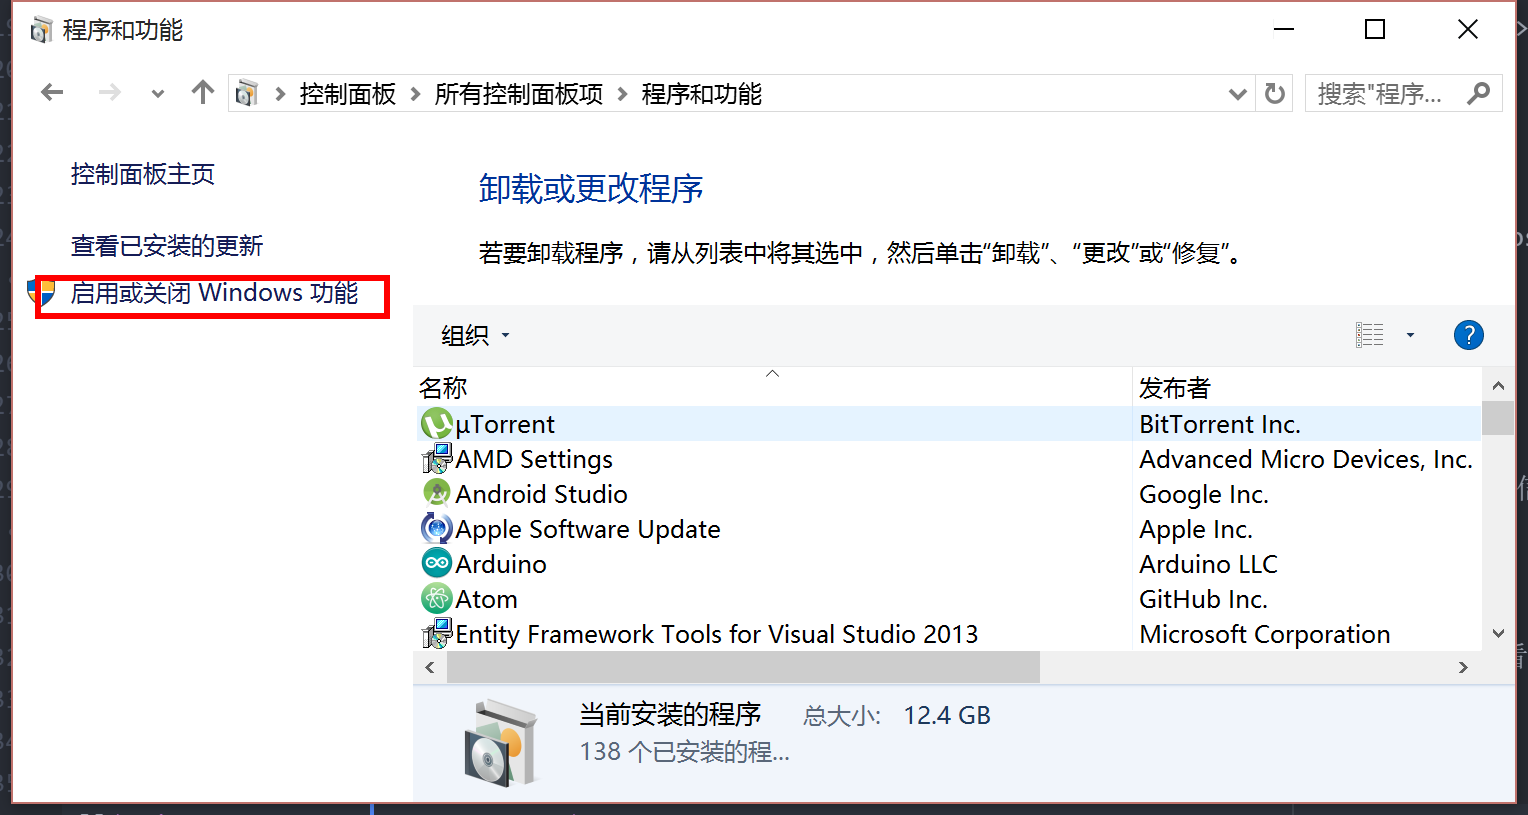 程序和功能
控制面板 所有控制面板项 程序和功能
搜索"程序...
控制面板主页
查看已安装的更新
启用或关闭 Windows 功能
卸载或更改程序
若要卸载程序，请从列表中将其选中，然后单击“卸载”、“更改”或“修复”。
组织
名称 发布者
µTorrent BitTorrent Inc.
AMD Settings Advanced Micro Devices, Inc.
Android Studio Google Inc.
Apple Software Update Apple Inc.
Arduino Arduino LLC
Atom GitHub Inc.
Entity Framework Tools for Visual Studio 2013 Microsoft Corporation
当前安装的程序 总大小: 12.4 GB
138 个已安装的程...